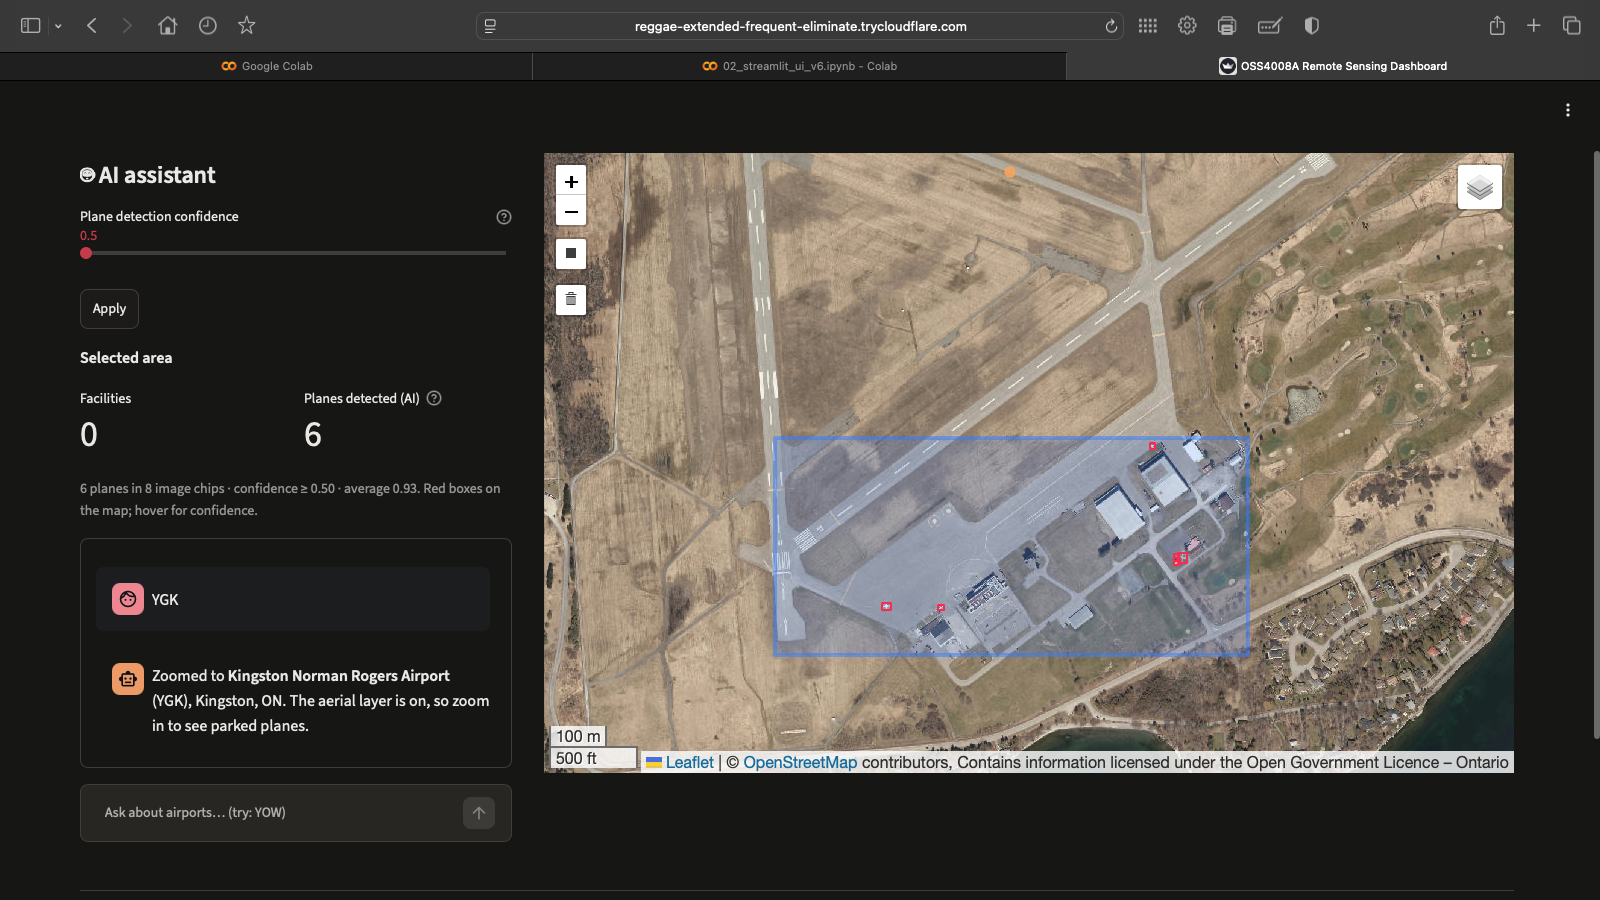 reggae-extended-frequent-eliminate.trycloudflare.com
Google Colab
02_streamlit_ui_v6.ipynb - Colab
OSS4008A Remote Sensing Dashboard
AI assistant
Plane detection confidence
0.5
Apply
Selected area
Facilities
Planes detected (AI)
0
6
6 planes in 8 image chips · confidence ≥ 0.50 · average 0.93. Red boxes on
the map; hover for confidence.
YGK
Zoomed to Kingston Norman Rogers Airport
(YGK), Kingston, ON. The aerial layer is on, so zoom
in to see parked planes.
Ask about airports… (try: YOW)
+
−
100 m
500 ft
Leaflet | © OpenStreetMap contributors, Contains information licensed under the Open Government Licence – Ontario